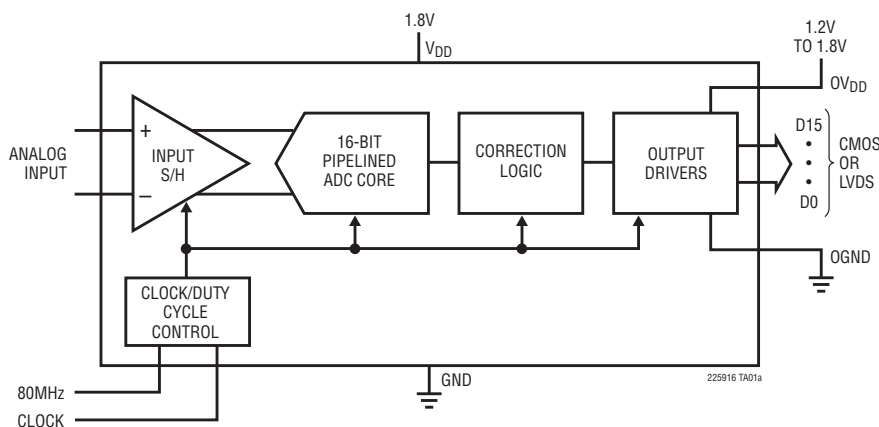 1.8V
VDD
1.2V
TO 1.8V
OVDD
ANALOG
INPUT
+
−
INPUT
S/H
16-BIT
PIPELINED
ADC CORE
CORRECTION
LOGIC
OUTPUT
DRIVERS
D15
•
•
•
D0
CMOS
OR
LVDS
OGND
CLOCK/DUTY
CYCLE
CONTROL
GND
225916 TA01a
80MHz
CLOCK